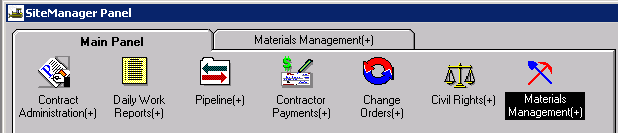 SiteManager Panel
Main Panel
Materials Management(+)
Contract
Administration(+)
Daily Work
Reports(+)
Pipeline(+)
Contractor
Payments(+)
Change
Orders(+)
Civil Rights(+)
Materials
Management(+)